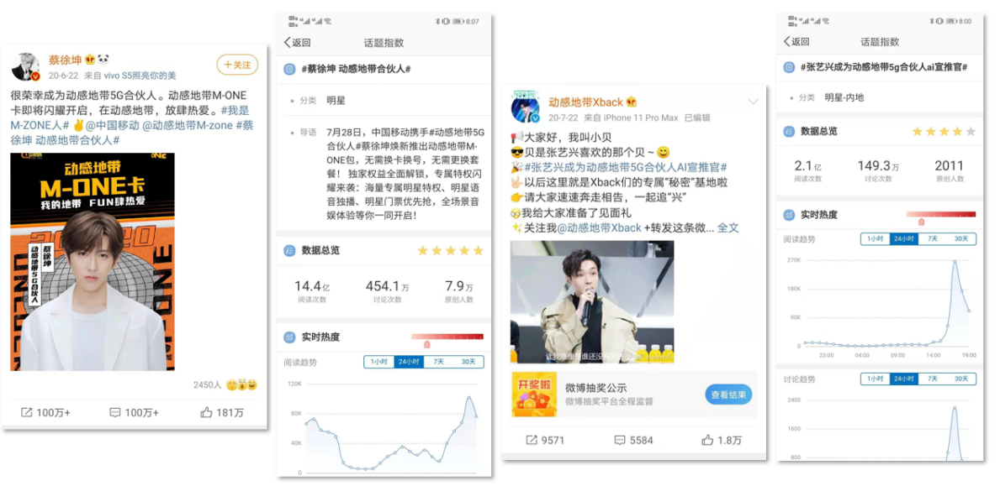 蔡徐坤
+关注
20-6-22 来自 vivo S5照亮你的美
很荣幸成为动感地带5G合伙人。动感地带M-ONE
卡即将闪耀开启，在动感地带，放肆热爱。#我是
M-ZONE人# ✌@中国移动 @动感地带M-zone #蔡
徐坤 动感地带合伙人#
动感地带
M-ONE卡
我的地带 FUN肆热爱
蔡徐坤
动感地带5G合伙人
2450人
100万+ 100万+ 181万
8:07
返回 话题指数
#蔡徐坤 动感地带合伙人#
分类 明星
导语 7月28日，中国移动携手#动感地带5G
合伙人#蔡徐坤焕新推出动感地带M-
ONE包，无需换卡换号，无需更换套
餐！ 独家权益全面解锁，专属特权闪
耀来袭：海量专属明星特权、明星语
音独播、明星门票优先抢，全场景音
娱体验等你一同开启！
数据总览
14.4亿 454.1万 7.9万
阅读次数 讨论次数 原创人数
实时热度
阅读趋势 1小时 24小时 7天 30天
120K
80K
40K
0
动感地带Xback
20-7-22 来自 iPhone 11 Pro Max 已编辑
📢大家好，我叫小贝
😎贝是张艺兴喜欢的那个贝～😊
🎉#张艺兴成为动感地带5G合伙人AI宣推官#
🤟以后这里就是Xback们的专属“秘密”基地啦
👉请大家速速奔走相告，一起追“兴”
我给大家准备了见面礼
✨关注我@动感地带Xback +转发这条微... 全文
开奖啦
微博抽奖公示
微博抽奖平台全程监督
查看结果
9571 5584 1.8万
8:00
返回 话题指数
#张艺兴成为动感地带5g合伙人ai宣推官#
分类 明星-内地
数据总览
2.1亿 149.3万 2011
阅读次数 讨论次数 原创人数
实时热度
阅读趋势 1小时 24小时 7天 30天
270K
180K
90K
0
23:00 04:00 09:00 14:00 19:00
讨论趋势 1小时 24小时 7天 30天
2400
1600
800